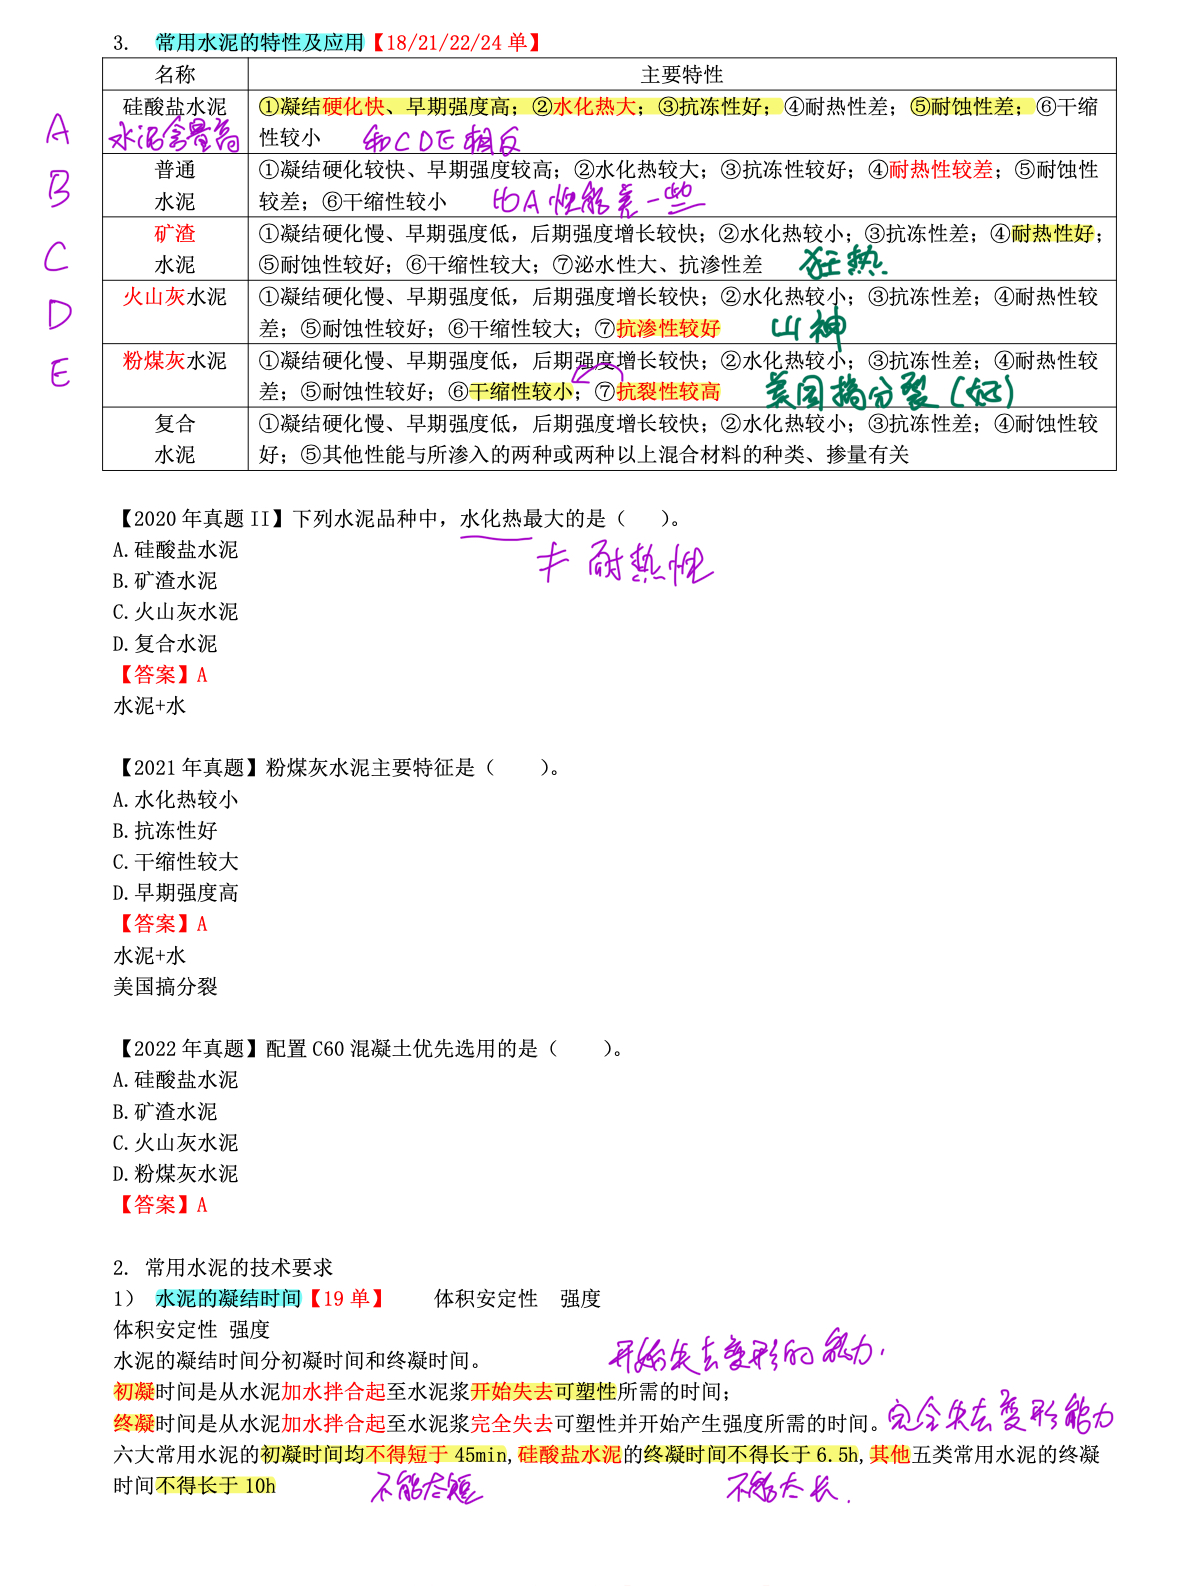 3. 常用水泥的特性及应用【18/21/22/24 单】
名称 主要特性
A 硅酸盐水泥 ①凝结硬化快、早期强度高；②水化热大；③抗冻性好；④耐热性差；⑤耐蚀性差；⑥干缩
水泥含量高 性较小 和CDE相反
B 普通 ①凝结硬化较快、早期强度较高；②水化热较大；③抗冻性较好；④耐热性较差；⑤耐蚀性
水泥 较差；⑥干缩性较小 比A性能差一些
C 矿渣 ①凝结硬化慢、早期强度低，后期强度增长较快；②水化热较小；③抗冻性差；④耐热性好；
水泥 ⑤耐蚀性较好；⑥干缩性较大；⑦泌水性大、抗渗性差 狂热
D 火山灰水泥 ①凝结硬化慢、早期强度低，后期强度增长较快；②水化热较小；③抗冻性差；④耐热性较
差；⑤耐蚀性较好；⑥干缩性较大；⑦抗渗性较好 山神
E 粉煤灰水泥 ①凝结硬化慢、早期强度低，后期强度增长较快；②水化热较小；③抗冻性差；④耐热性较
差；⑤耐蚀性较好；⑥干缩性较小；⑦抗裂性较高 美国搞分裂
复合 ①凝结硬化慢、早期强度低，后期强度增长较快；②水化热较小；③抗冻性差；④耐蚀性较
水泥 好；⑤其他性能与所渗入的两种或两种以上混合材料的种类、掺量有关
【2020 年真题 II】下列水泥品种中，水化热最大的是（ ）。
≠ 耐热性
A.硅酸盐水泥
B.矿渣水泥
C.火山灰水泥
D.复合水泥
【答案】A
水泥+水
【2021 年真题】粉煤灰水泥主要特征是（ ）。
A.水化热较小
B.抗冻性好
C.干缩性较大
D.早期强度高
【答案】A
水泥+水
美国搞分裂
【2022 年真题】配置 C60 混凝土优先选用的是（ ）。
A.硅酸盐水泥
B.矿渣水泥
C.火山灰水泥
D.粉煤灰水泥
【答案】A
2. 常用水泥的技术要求
1） 水泥的凝结时间【19 单】 体积安定性 强度
体积安定性 强度
水泥的凝结时间分初凝时间和终凝时间。 开始失去变形的能力.
初凝时间是从水泥加水拌合起至水泥浆开始失去可塑性所需的时间；
终凝时间是从水泥加水拌合起至水泥浆完全失去可塑性并开始产生强度所需的时间。 完全失去变形能力
六大常用水泥的初凝时间均不得短于 45min,硅酸盐水泥的终凝时间不得长于 6.5h,其他五类常用水泥的终凝
时间不得长于 10h 不能太短 不能太长.